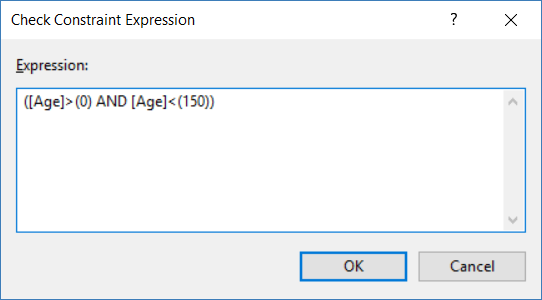 Check Constraint Expression
?
Expression:
([Age]>(0) AND [Age]<(150))
OK
Cancel